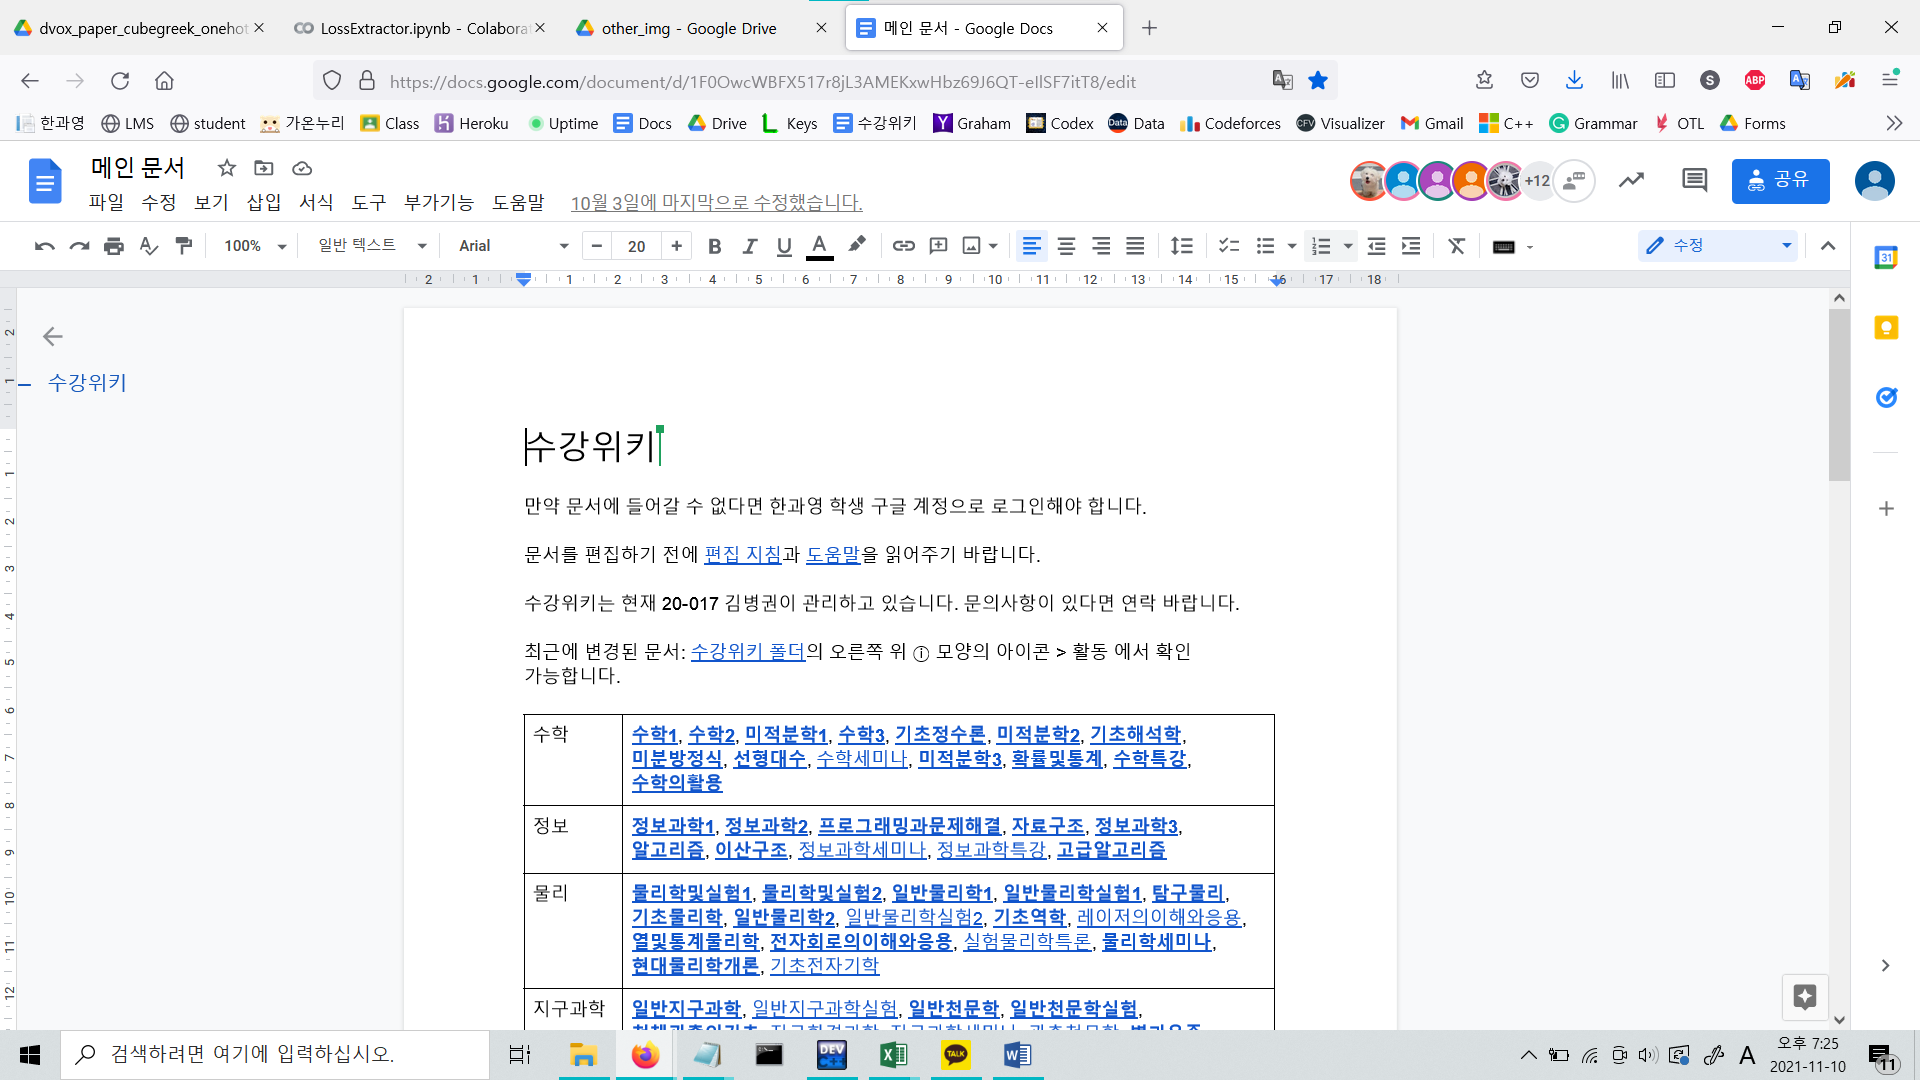 dvox_paper_cubegreek_onehot
LossExtractor.ipynb - Colabora
other_img - Google Drive
메인 문서 - Google Docs
https://docs.google.com/document/d/1F0OwcWBFX517r8jL3AMEKxwHbz69J6QT-eIlSF7itT8/edit
한과영 LMS student 가온누리 Class Heroku Uptime Docs Drive Keys 수강위키 Graham Codex Data Codeforces Visualizer Gmail C++ Grammar OTL Forms
메인 문서
파일 수정 보기 삽입 서식 도구 부가기능 도움말 10월 3일에 마지막으로 수정했습니다.
+12
공유
100% 일반 텍스트 Arial 20 수정
2 1 1 2 3 4 5 6 7 8 9 10 11 12 13 14 15 16 17 18
수강위키
수강위키
만약 문서에 들어갈 수 없다면 한과영 학생 구글 계정으로 로그인해야 합니다.
문서를 편집하기 전에 편집 지침과 도움말을 읽어주기 바랍니다.
수강위키는 현재 20-017 김병권이 관리하고 있습니다. 문의사항이 있다면 연락 바랍니다.
최근에 변경된 문서: 수강위키 폴더의 오른쪽 위 ⓘ 모양의 아이콘 > 활동 에서 확인
가능합니다.
수학
수학1, 수학2, 미적분학1, 수학3, 기초정수론, 미적분학2, 기초해석학,
미분방정식, 선형대수, 수학세미나, 미적분학3, 확률및통계, 수학특강,
수학의활용
정보
정보과학1, 정보과학2, 프로그래밍과문제해결, 자료구조, 정보과학3,
알고리즘, 이산구조, 정보과학세미나, 정보과학특강, 고급알고리즘
물리
물리학및실험1, 물리학및실험2, 일반물리학1, 일반물리학실험1, 탐구물리,
기초물리학, 일반물리학2, 일반물리학실험2, 기초역학, 레이저의이해와응용,
열및통계물리학, 전자회로의이해와응용, 실험물리학특론, 물리학세미나,
현대물리학개론, 기초전자기학
지구과학
일반지구과학, 일반지구과학실험, 일반천문학, 일반천문학실험,
검색하려면 여기에 입력하십시오.
A
오후 7:25
2021-11-10
11